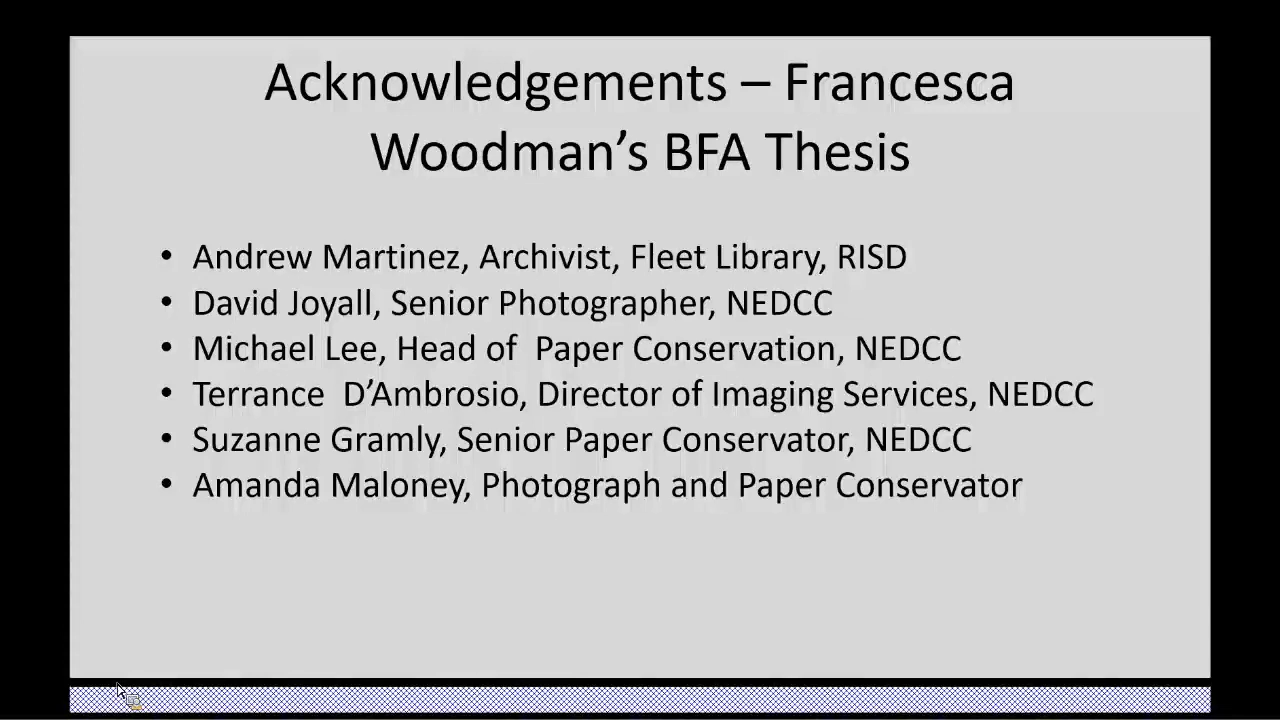 Acknowledgements – Francesca
Woodman’s BFA Thesis
• Andrew Martinez, Archivist, Fleet Library, RISD
• David Joyall, Senior Photographer, NEDCC
• Michael Lee, Head of  Paper Conservation, NEDCC
• Terrance  D’Ambrosio, Director of Imaging Services, NEDCC
• Suzanne Gramly, Senior Paper Conservator, NEDCC
• Amanda Maloney, Photograph and Paper Conservator